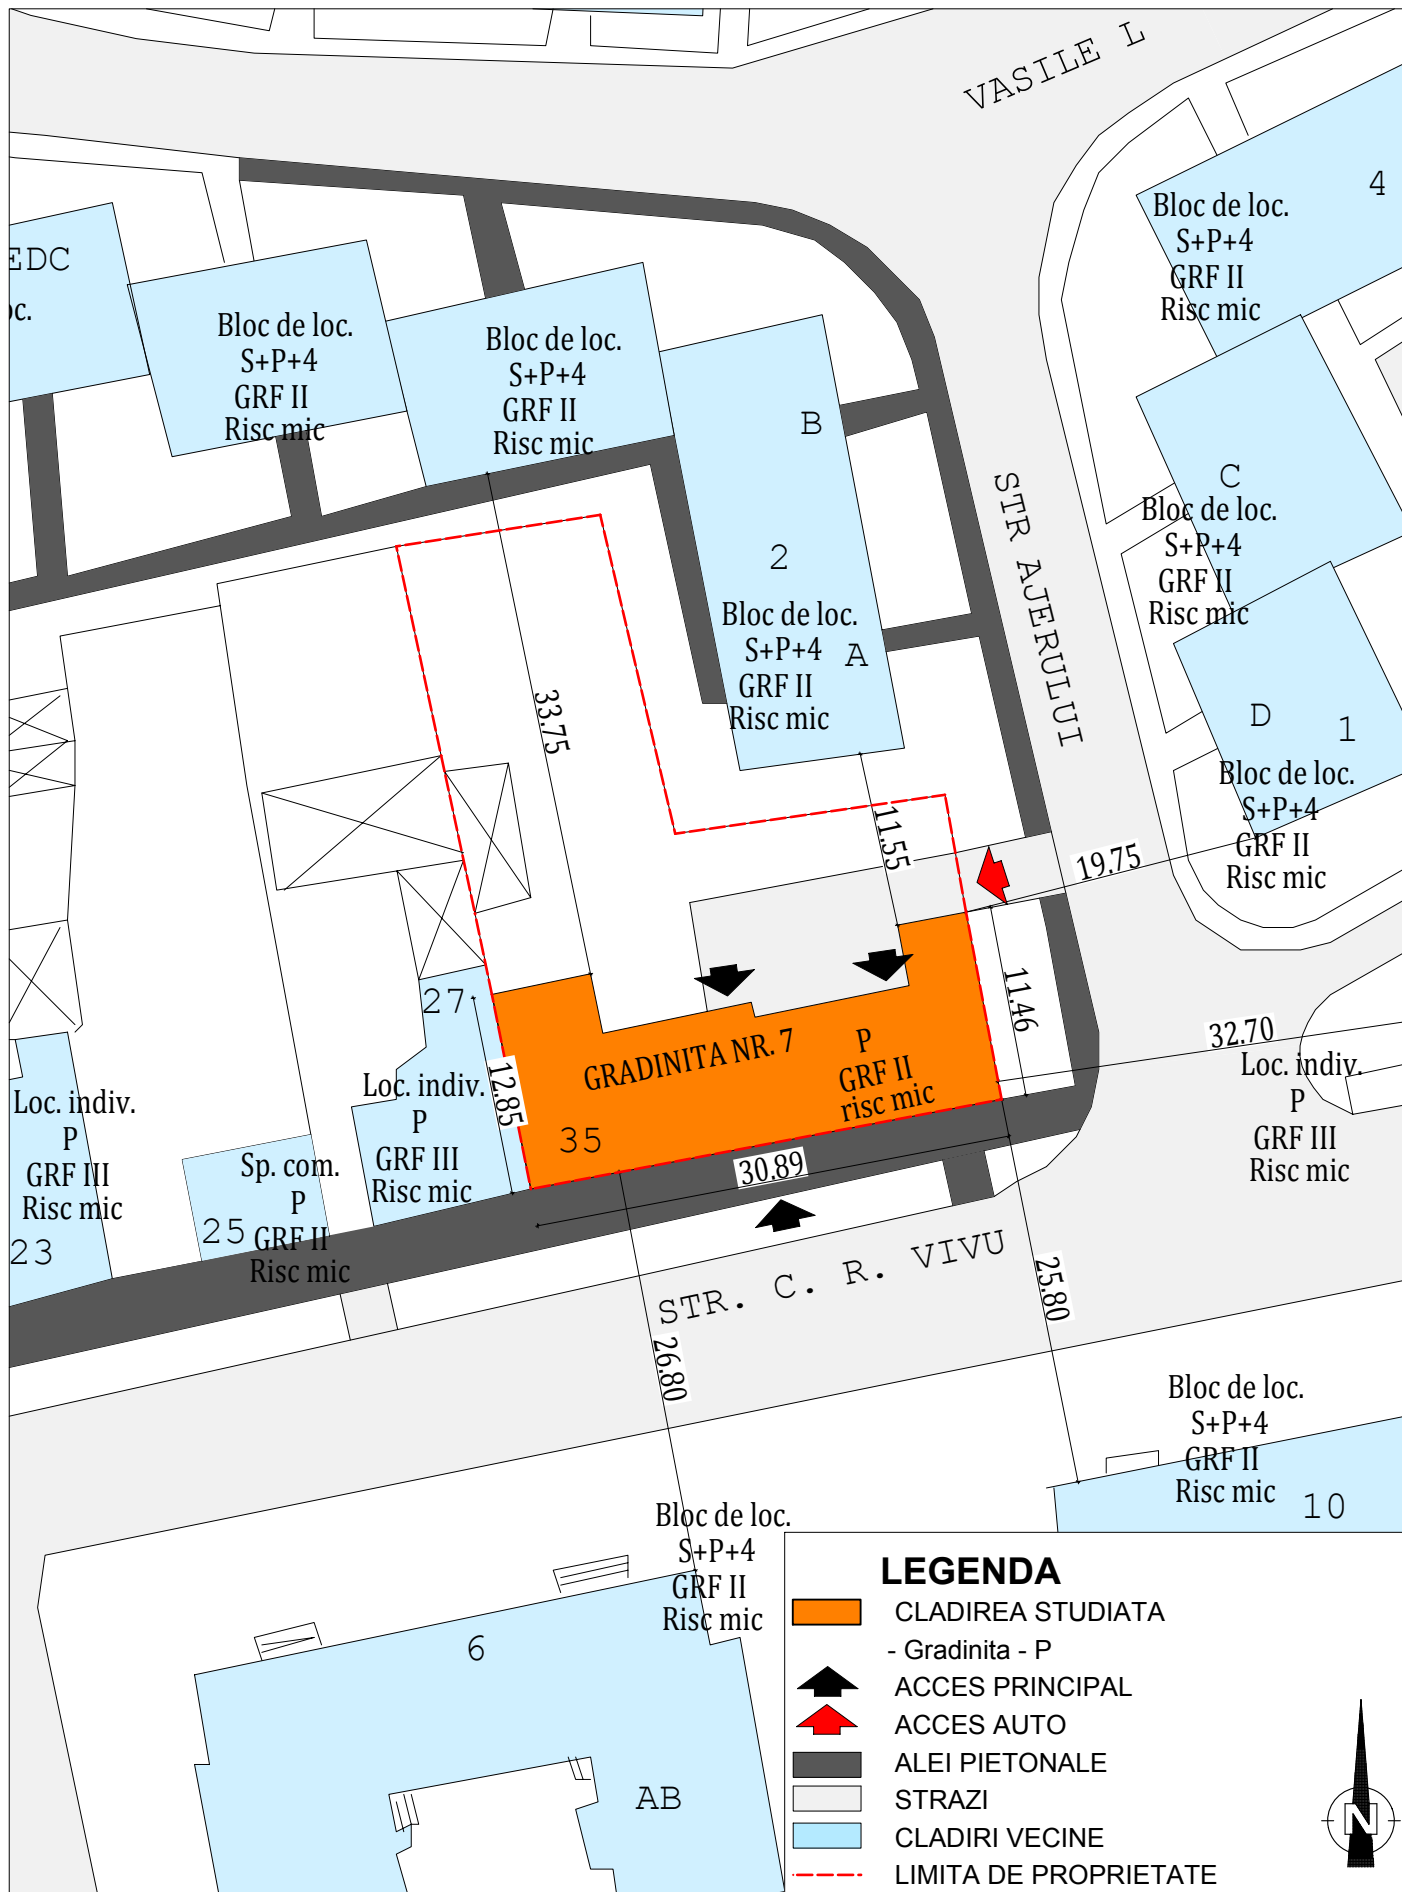 VASILE L
4
Bloc de loc.
S+P+4
GRF II
Risc mic
EDC
oc.
Bloc de loc.
S+P+4
GRF II
Risc mic
Bloc de loc.
S+P+4
GRF II
Risc mic
B
2
Bloc de loc.
S+P+4
A
GRF II
Risc mic
STR AJERULUI
C
Bloc de loc.
S+P+4
GRF II
Risc mic
D
1
Bloc de loc.
S+P+4
GRF II
Risc mic
33.75
11.55
19.75
11.46
32.70
27
12.85
GRADINITA NR. 7
P
GRF II
risc mic
35
30.89
Loc. indiv.
P
GRF III
Risc mic
23
Sp. com.
P
GRF II
Risc mic
25
Loc. indiv.
P
GRF III
Risc mic
Loc. indiv.
P
GRF III
Risc mic
STR. C. R. VIVU
25.80
26.80
Bloc de loc.
S+P+4
GRF II
Risc mic
10
Bloc de loc.
S+P+4
GRF II
Risc mic
6
AB
LEGENDA
CLADIREA STUDIATA
- Gradinita - P
ACCES PRINCIPAL
ACCES AUTO
ALEI PIETONALE
STRAZI
CLADIRI VECINE
LIMITA DE PROPRIETATE
N